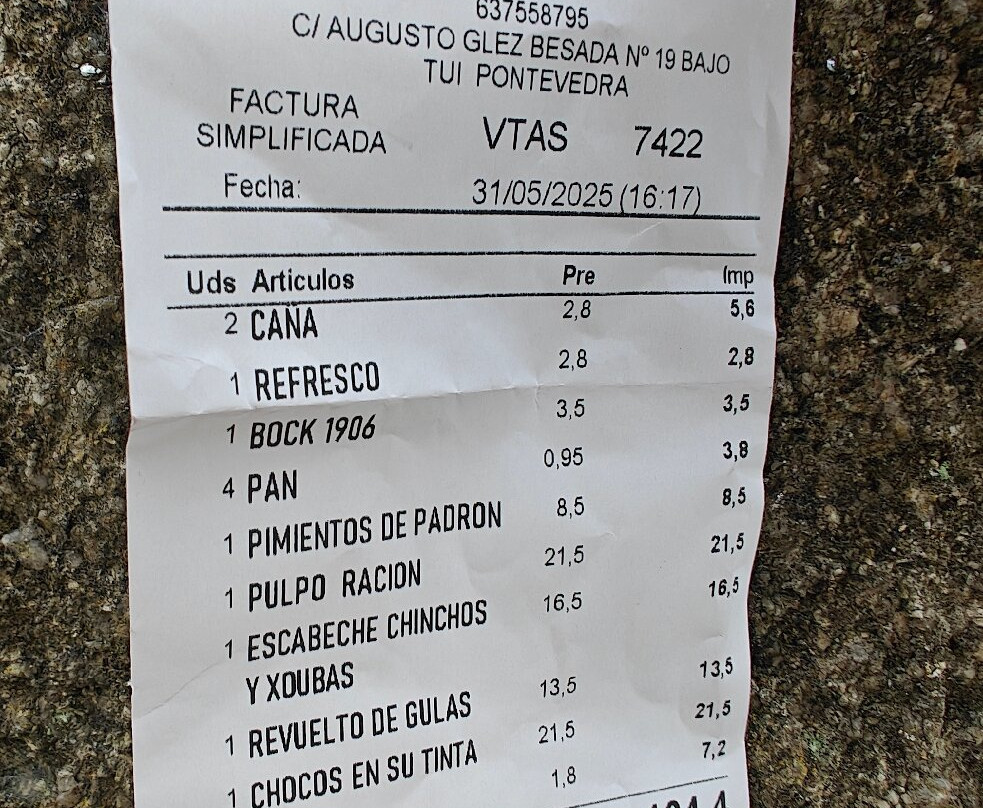 637558795
C/ AUGUSTO GLEZ BESADA Nº 19 BAJO
TUI PONTEVEDRA
FACTURA
SIMPLIFICADA VTAS 7422
Fecha: 31/05/2025 (16:17)
Uds Articulos Pre Imp
2 CAÑA 2,8 5,6
1 REFRESCO 2,8 2,8
1 BOCK 1906 3,5 3,5
4 PAN 0,95 3,8
1 PIMIENTOS DE PADRON 8,5 8,5
1 PULPO RACION 21,5 21,5
1 ESCABECHE CHINCHOS 16,5 16,5
Y XOUBAS
1 REVUELTO DE GULAS 13,5 13,5
1 CHOCOS EN SU TINTA 21,5 21,5
1,8 7,2